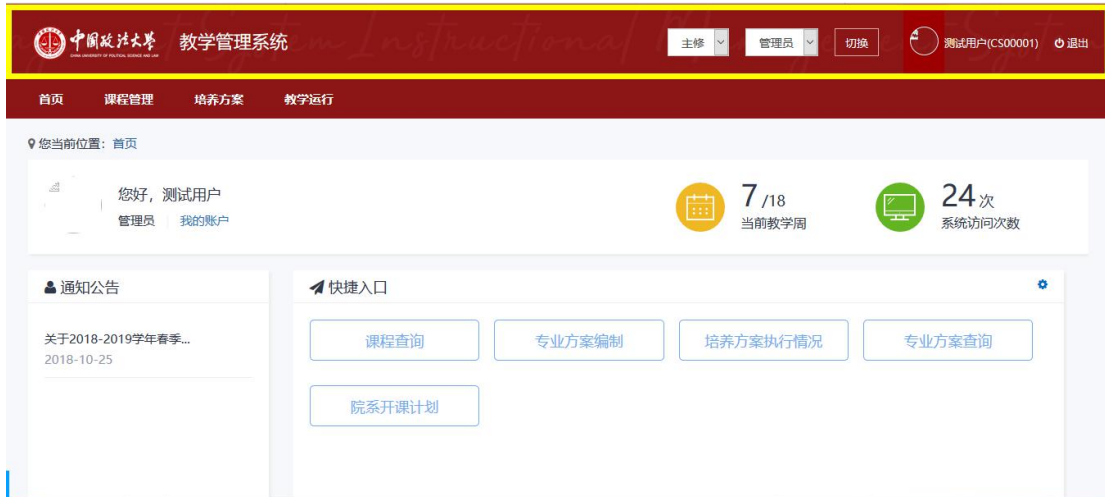 中国政法大学 教学管理系统 主修 管理员 切换 测试用户(CS00001) 退出
CHINA UNIVERSITY OF POLITICAL SCIENCE AND LAW
首页 课程管理 培养方案 教学运行
您当前位置：首页
您好，测试用户
管理员 我的账户
7 /18
当前教学周
24 次
系统访问次数
通知公告
关于2018-2019学年春季...
2018-10-25
快捷入口
课程查询 专业方案编制 培养方案执行情况 专业方案查询
院系开课计划